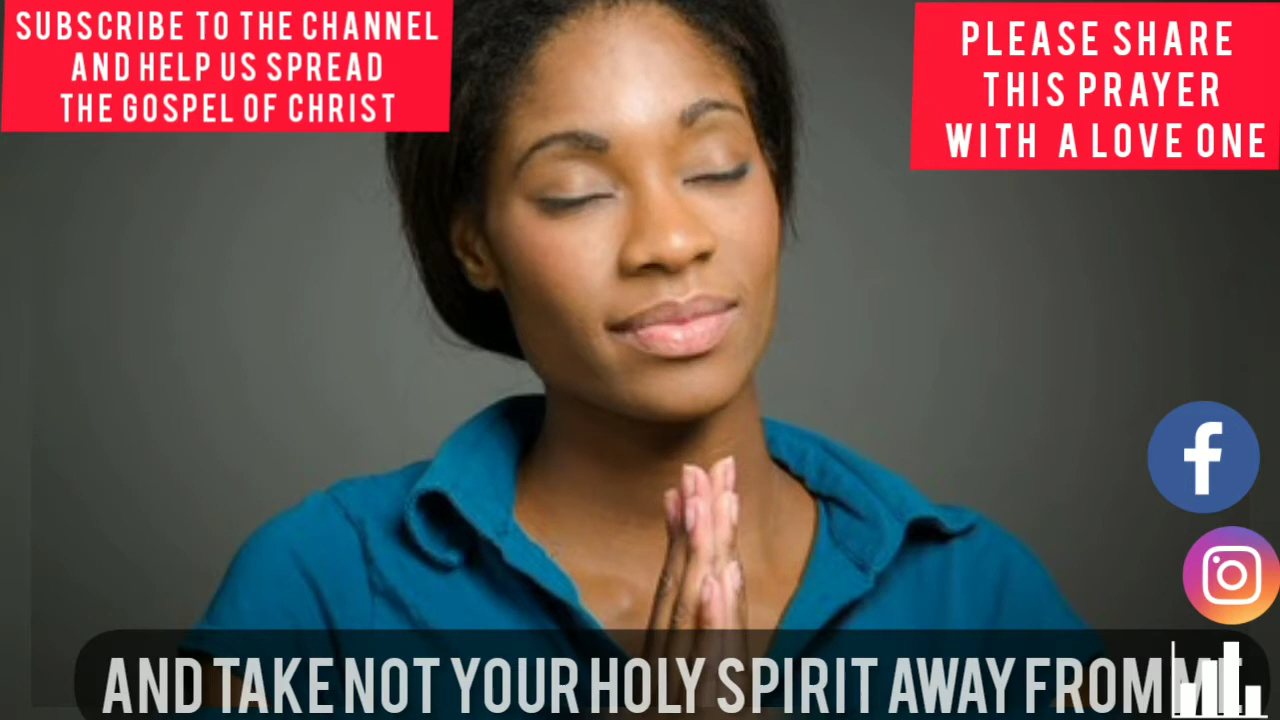 SUBSCRIBE TO THE CHANNEL
AND HELP US SPREAD
THE GOSPEL OF CHRIST
PLEASE SHARE
THIS PRAYER
WITH A LOVE ONE
AND TAKE NOT YOUR HOLY SPIRIT AWAY FROM ME